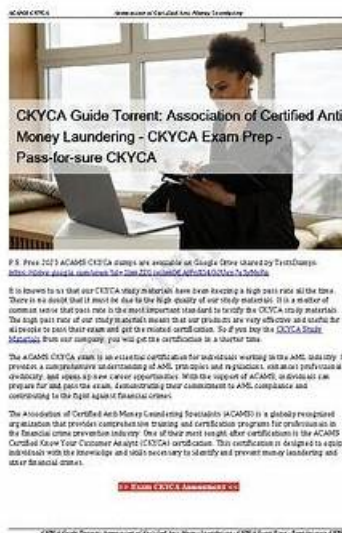 ACAMS CKYCA
Association of Certified Anti Money Laundering
CKYCA Guide Torrent: Association of Certified Anti
Money Laundering - CKYCA Exam Prep -
Pass-for-sure CKYCA
P.S. Free 2023 ACAMS CKYCA dumps are available on Google Drive shared by TestsDumps:
It is known to us that our CKYCA study materials have been keeping a high pass rate all the time.
There is no doubt that it must be due to the high quality of our study materials. It is a matter of
common sense that pass rate is the most important standard to testify the CKYCA study materials.
The high pass rate of our study materials means that our products are very effective and useful for
all people to pass their exam and get the related certification. So if you buy the CKYCA Study
Materials from our company, you will get the certification in a shorter time.
The ACAMS CKYCA exam is an essential certification for individuals working in the AML industry.
provides a comprehensive understanding of AML principles and regulations, enhances professional
credibility, and opens up new career opportunities. With the support of ACAMS, individuals can
prepare for and pass the exam, demonstrating their commitment to AML compliance and
contributing to the fight against financial crimes.
The Association of Certified Anti-Money Laundering Specialists (ACAMS) is a globally recognized
organization that provides comprehensive training and certification programs for professionals in
the financial crime prevention industry. One of their most sought-after certifications is the ACAMS
Certified Know Your Customer Analyst (CKYCA) certification. This certification is designed to equip
individuals with the knowledge and skills necessary to identify and prevent money laundering and
other financial crimes.
>> Exam CKYCA Assessment <<